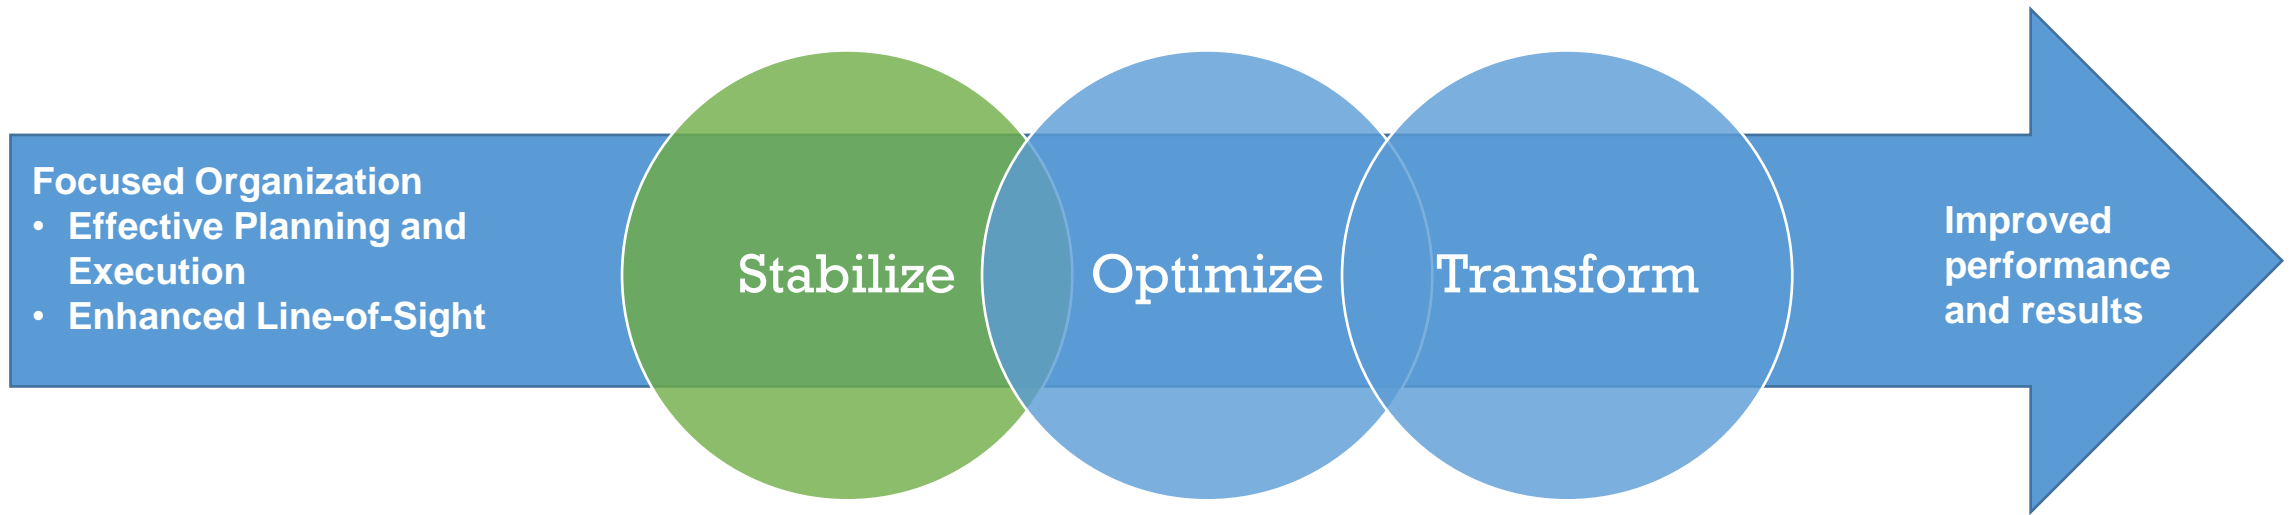 Focused Organization
• Effective Planning and
Execution
• Enhanced Line-of-Sight
Stabilize
Optimize
Transform
Improved
performance
and results